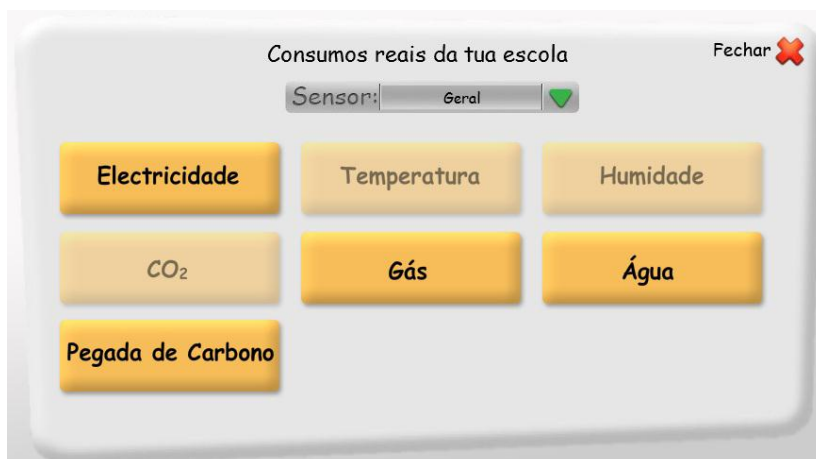 Consumos reais da tua escola
Fechar
Sensor: Geral
Electricidade
Temperatura
Humidade
CO₂
Gás
Água
Pegada de Carbono